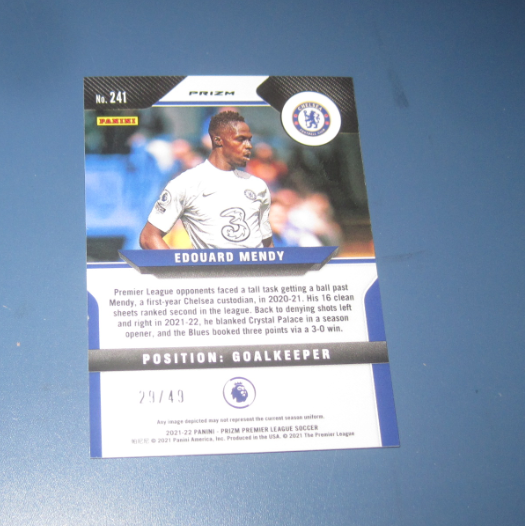 No. 241
PRIZM
PANINI
CHELSEA
3
EDOUARD MENDY
Premier League opponents faced a tall task getting a ball past
Mendy, a first-year Chelsea custodian, in 2020-21. His 16 clean
sheets ranked second in the league. Back to denying shots left
and right in 2021-22, he blanked Crystal Palace in a season
opener, and the Blues booked three points via a 3-0 win.
POSITION: GOALKEEPER
29/49
Any image depicted may not represent the current season uniform.
2021-22 PANINI - PRIZM PREMIER LEAGUE SOCCER
© 2021 Panini America, Inc. Produced in the USA. © 2021 The Premier League